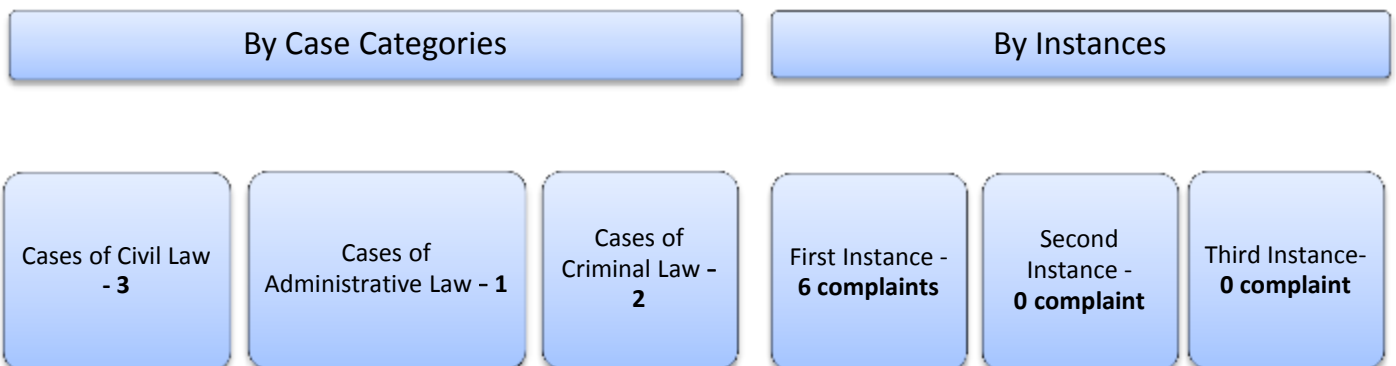 By Case Categories
By Instances
Cases of Civil Law
- 3
Cases of
Administrative Law – 1
Cases of
Criminal Law –
2
First Instance -
6 complaints
Second
Instance -
0 complaint
Third Instance-
0 complaint